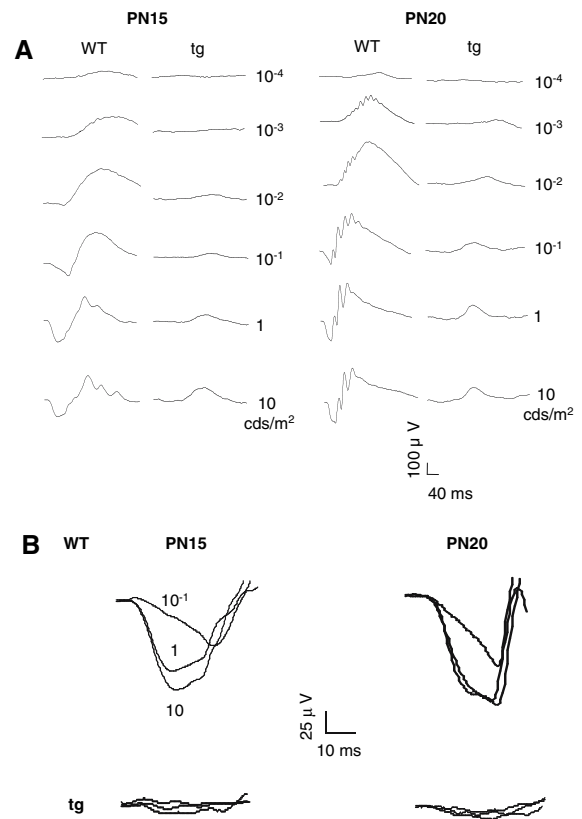 PN15 PN20
A WT tg WT tg
10⁻⁴ 10⁻⁴
10⁻³ 10⁻³
10⁻² 10⁻²
10⁻¹ 10⁻¹
1 1
10 10
cds/m² cds/m²
100 µ V
40 ms
B WT PN15 PN20
10⁻¹
1
10
25 µ V
10 ms
tg